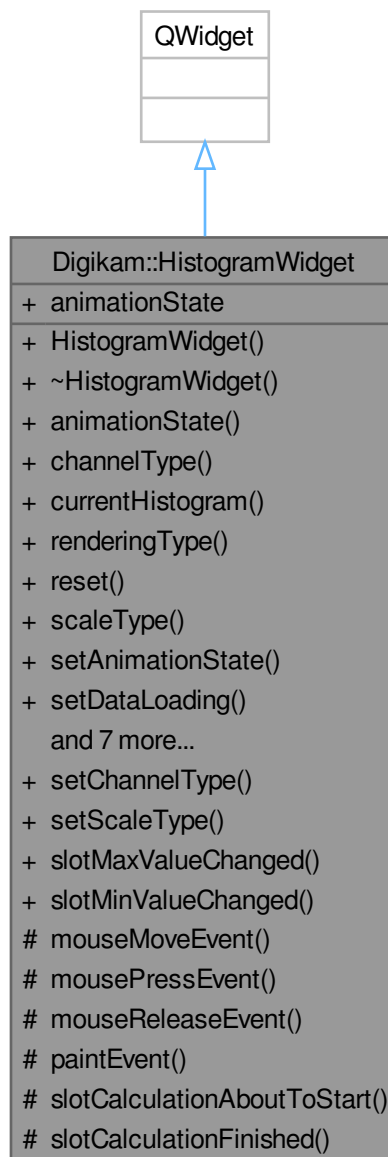 QWidget
Digikam::HistogramWidget
+ animationState
+ HistogramWidget()
+ ~HistogramWidget()
+ animationState()
+ channelType()
+ currentHistogram()
+ renderingType()
+ reset()
+ scaleType()
+ setAnimationState()
+ setDataLoading()
and 7 more...
+ setChannelType()
+ setScaleType()
+ slotMaxValueChanged()
+ slotMinValueChanged()
# mouseMoveEvent()
# mousePressEvent()
# mouseReleaseEvent()
# paintEvent()
# slotCalculationAboutToStart()
# slotCalculationFinished()